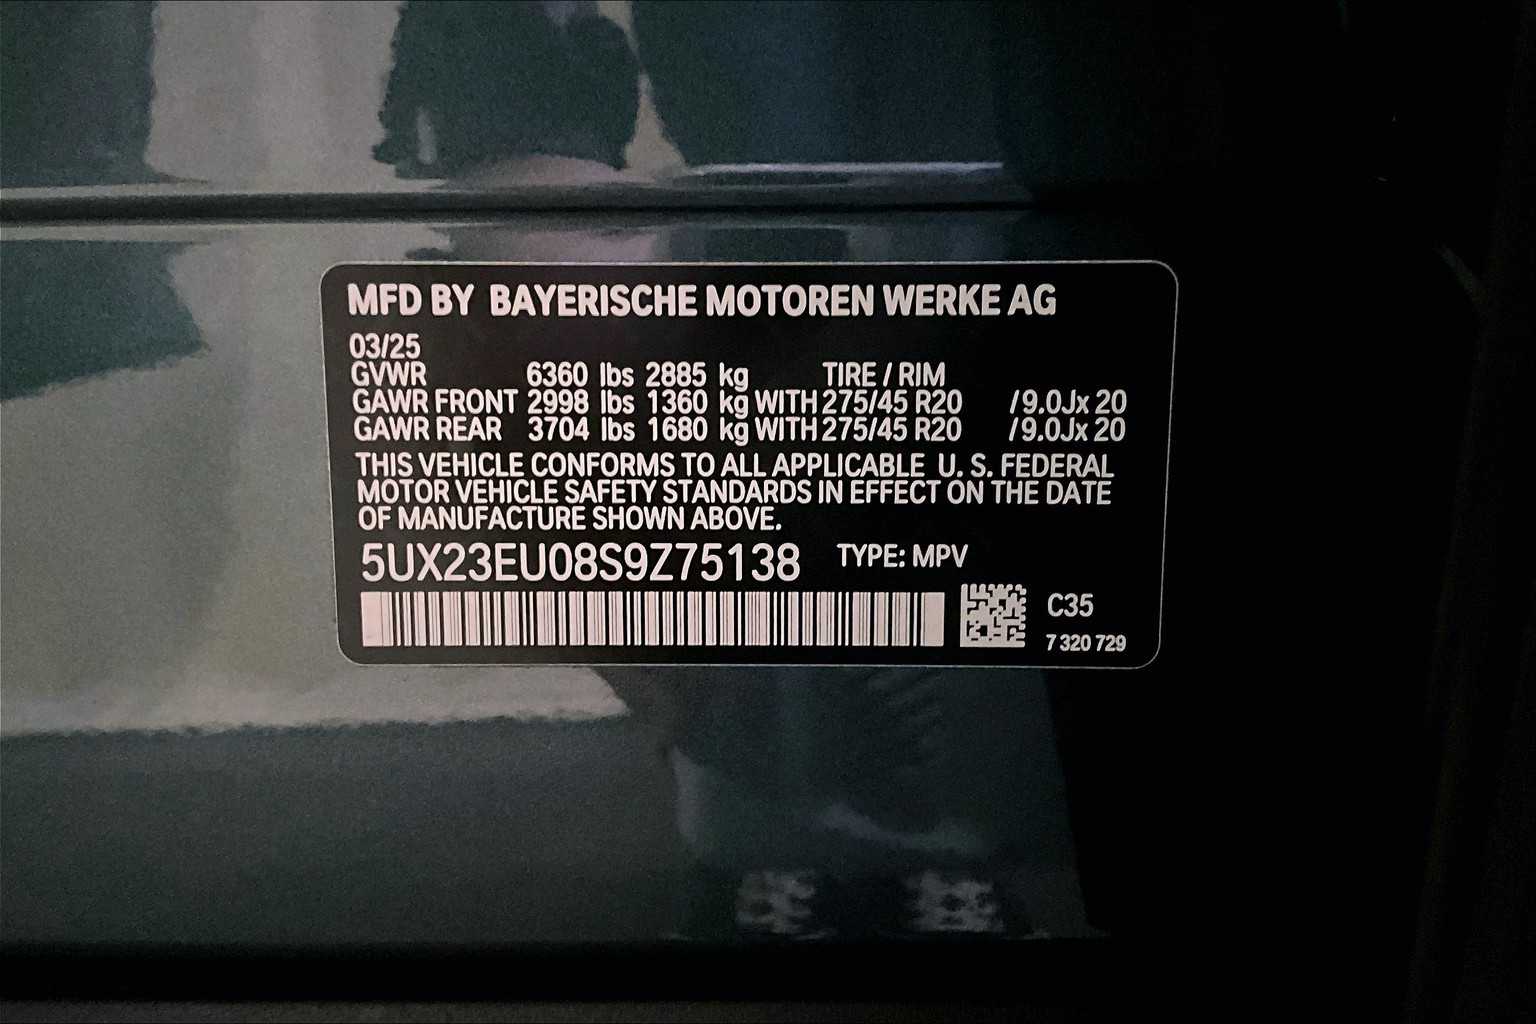 MFD BY BAYERISCHE MOTOREN WERKE AG
03/25
GVWR 6360 lbs 2885 kg TIRE / RIM
GAWR FRONT 2998 lbs 1360 kg WITH 275/45 R20 /9.0Jx 20
GAWR REAR 3704 lbs 1680 kg WITH 275/45 R20 /9.0Jx 20
THIS VEHICLE CONFORMS TO ALL APPLICABLE U. S. FEDERAL
MOTOR VEHICLE SAFETY STANDARDS IN EFFECT ON THE DATE
OF MANUFACTURE SHOWN ABOVE.
5UX23EU08S9Z75138 TYPE: MPV
C35
7 320 729